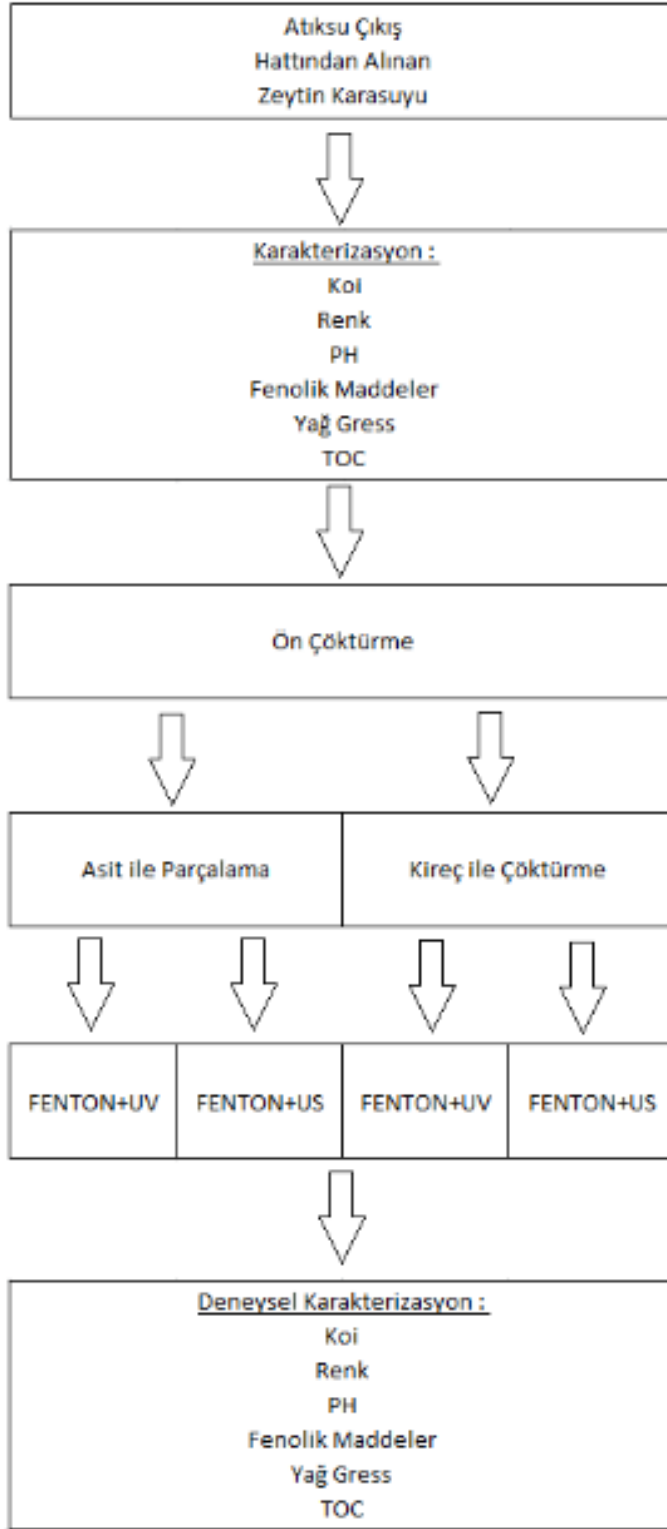 Atıksu Çıkış
Hattından Alınan
Zeytin Karasuyu
Karakterizasyon :
Koi
Renk
PH
Fenolik Maddeler
Yağ Gress
TOC
Ön Çöktürme
Asit ile Parçalama
Kireç ile Çöktürme
FENTON+UV
FENTON+US
FENTON+UV
FENTON+US
Deneysel Karakterizasyon :
Koi
Renk
PH
Fenolik Maddeler
Yağ Gress
TOC